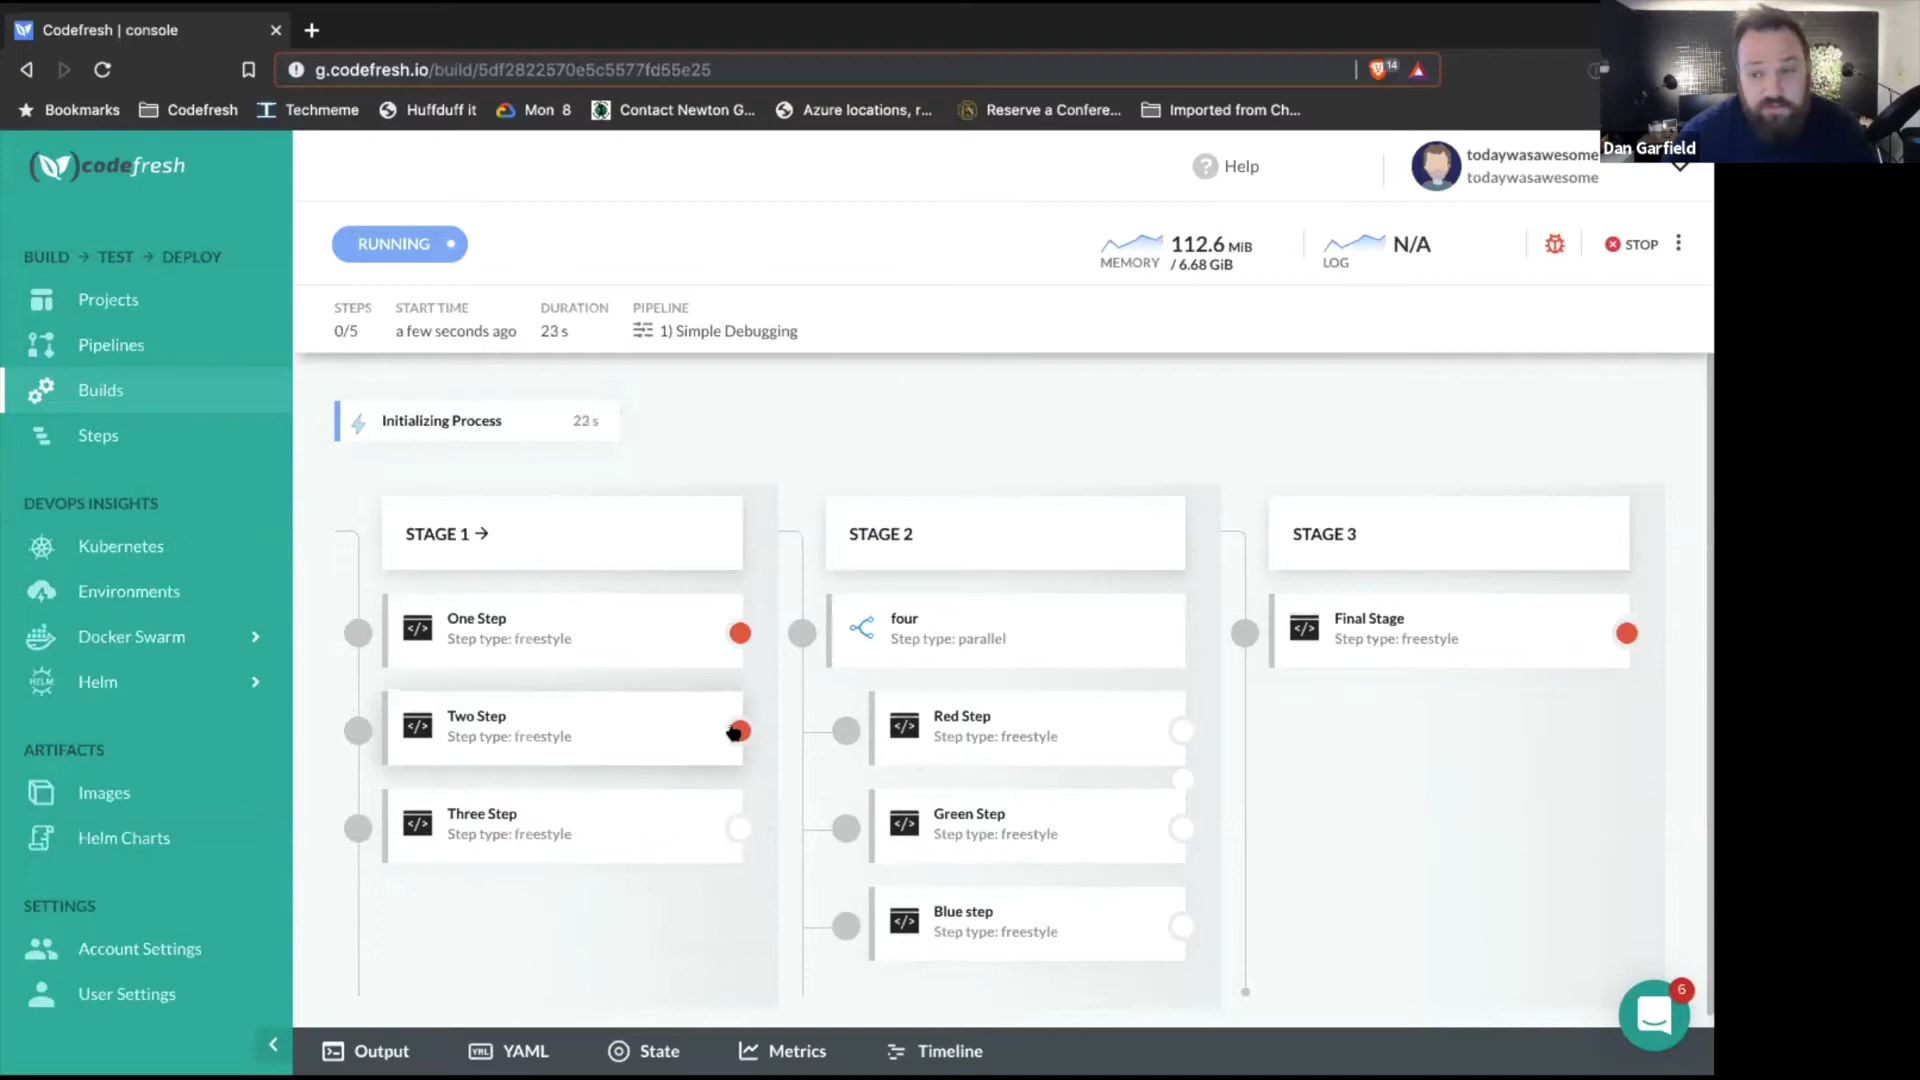 Codefresh | console
g.codefresh.io/build/5df2822570e5c5577fd55e25
14
Bookmarks
Codefresh
Techmeme
Huffduff it
Mon 8
Contact Newton G...
Azure locations, r...
Reserve a Confere...
Imported from Ch...
Dan Garfield
codefresh
Help
todaywasawesome
todaywasawesome
BUILD → TEST → DEPLOY
Projects
Pipelines
Builds
Steps
DEVOPS INSIGHTS
Kubernetes
Environments
Docker Swarm
HELM
Helm
ARTIFACTS
Images
Helm Charts
SETTINGS
Account Settings
User Settings
RUNNING
MEMORY
112.6 MiB
/ 6.68 GiB
LOG
N/A
STOP
STEPS
0/5
START TIME
a few seconds ago
DURATION
23 s
PIPELINE
1) Simple Debugging
Initializing Process
23 s
STAGE 1 →
One Step
Step type: freestyle
Two Step
Step type: freestyle
Three Step
Step type: freestyle
STAGE 2
four
Step type: parallel
Red Step
Step type: freestyle
Green Step
Step type: freestyle
Blue step
Step type: freestyle
STAGE 3
Final Stage
Step type: freestyle
6
Output
YML
YAML
State
Metrics
Timeline